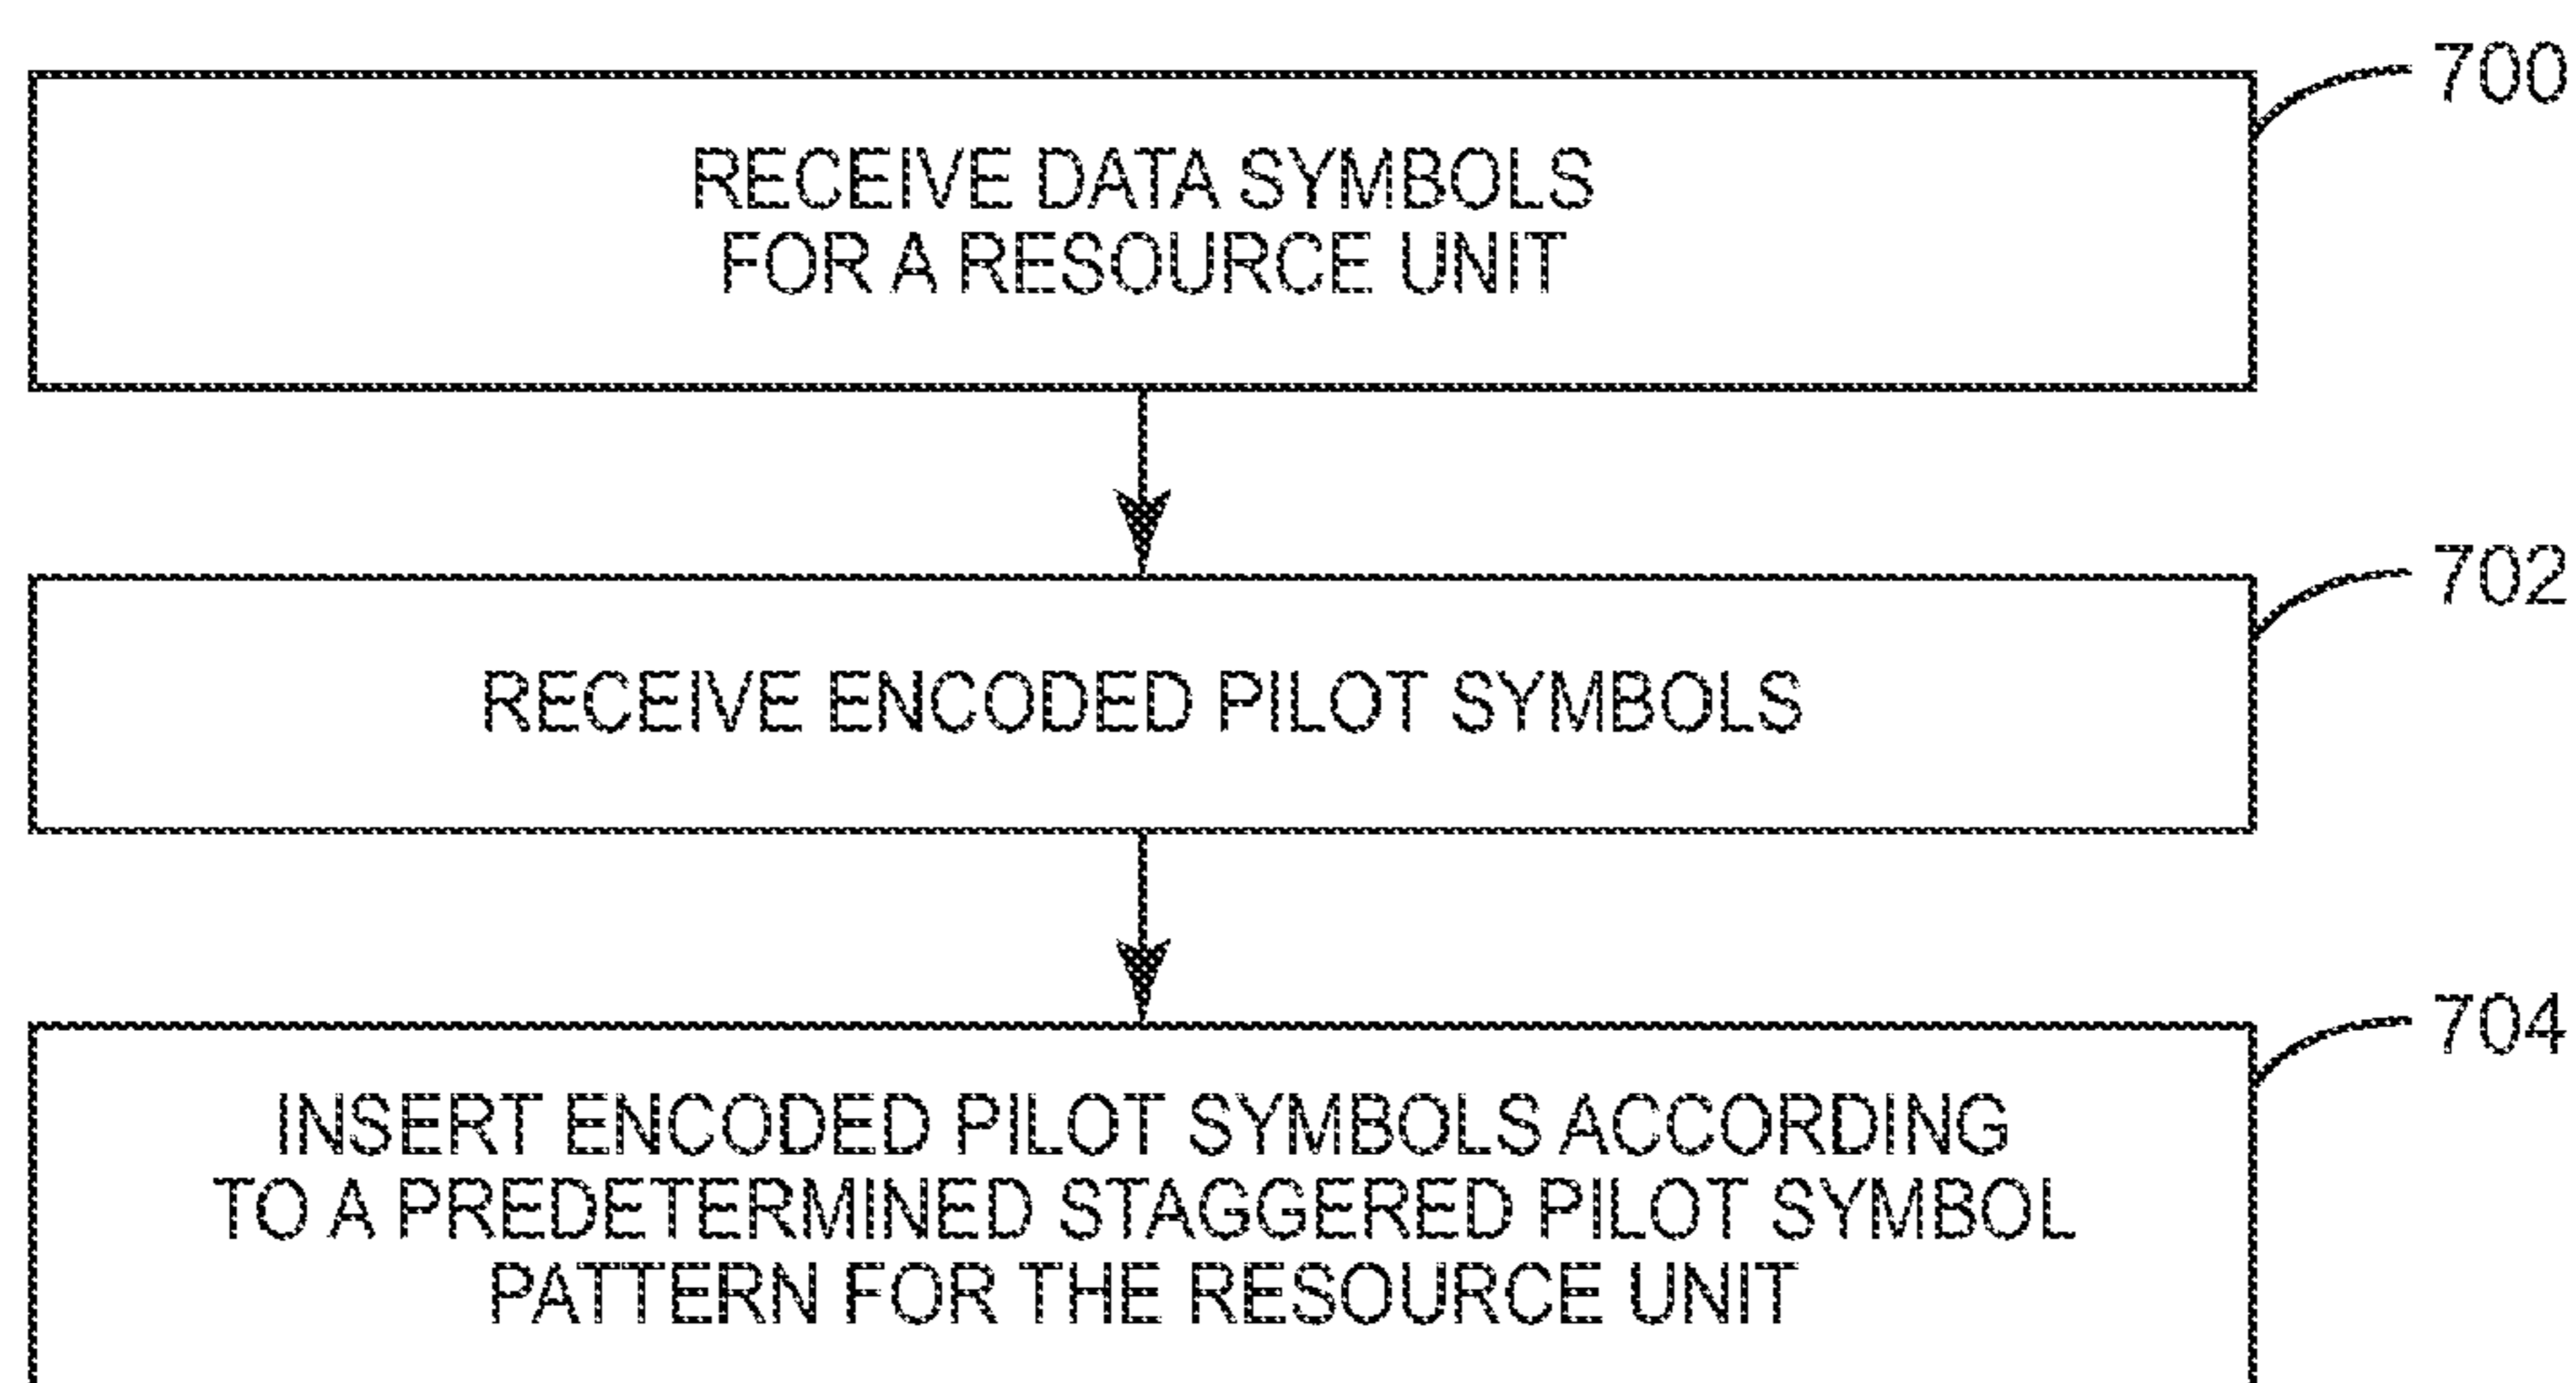 700
RECEIVE DATA SYMBOLS
FOR A RESOURCE UNIT
702
RECEIVE ENCODED PILOT SYMBOLS
704
INSERT ENCODED PILOT SYMBOLS ACCORDING
TO A PREDETERMINED STAGGERED PILOT SYMBOL
PATTERN FOR THE RESOURCE UNIT